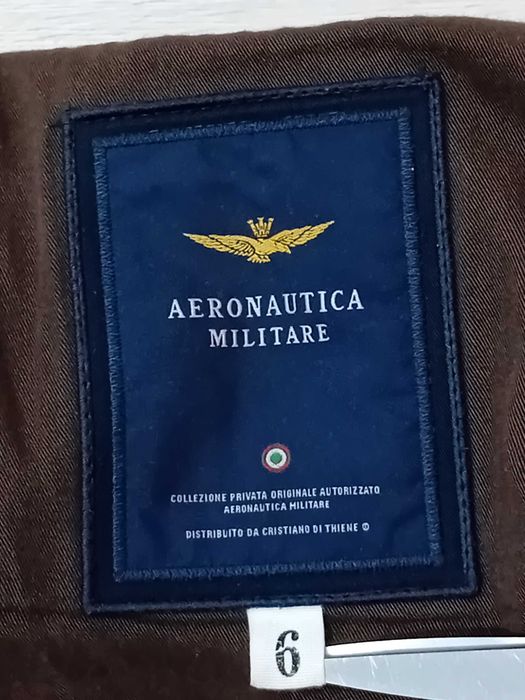 AERONAUTICA
MILITARE
COLLEZIONE PRIVATA ORIGINALE AUTORIZZATO
AERONAUTICA MILITARE
DISTRIBUITO DA CRISTIANO DI THIENE ®
6